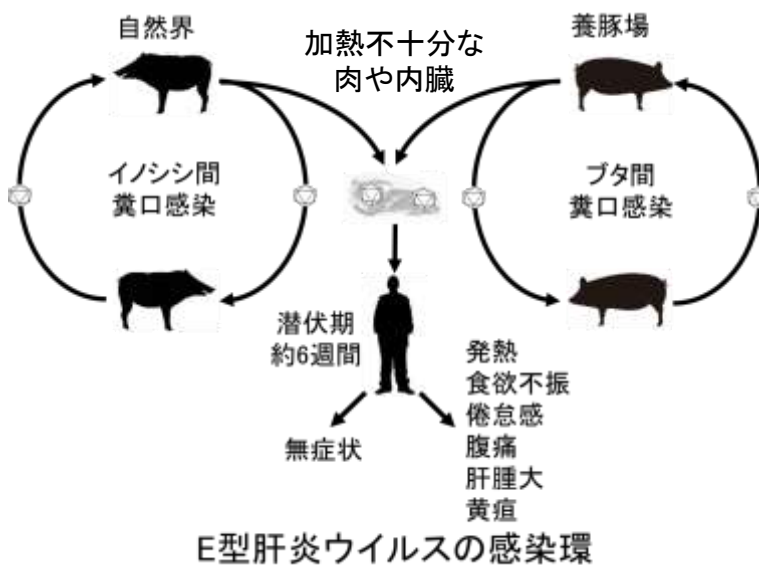 自然界
加熱不十分な
肉や内臓
養豚場
イノシシ間
糞口感染
ブタ間
糞口感染
潜伏期
約6週間
無症状
発熱
食欲不振
倦怠感
腹痛
肝腫大
黄疸
E型肝炎ウイルスの感染環